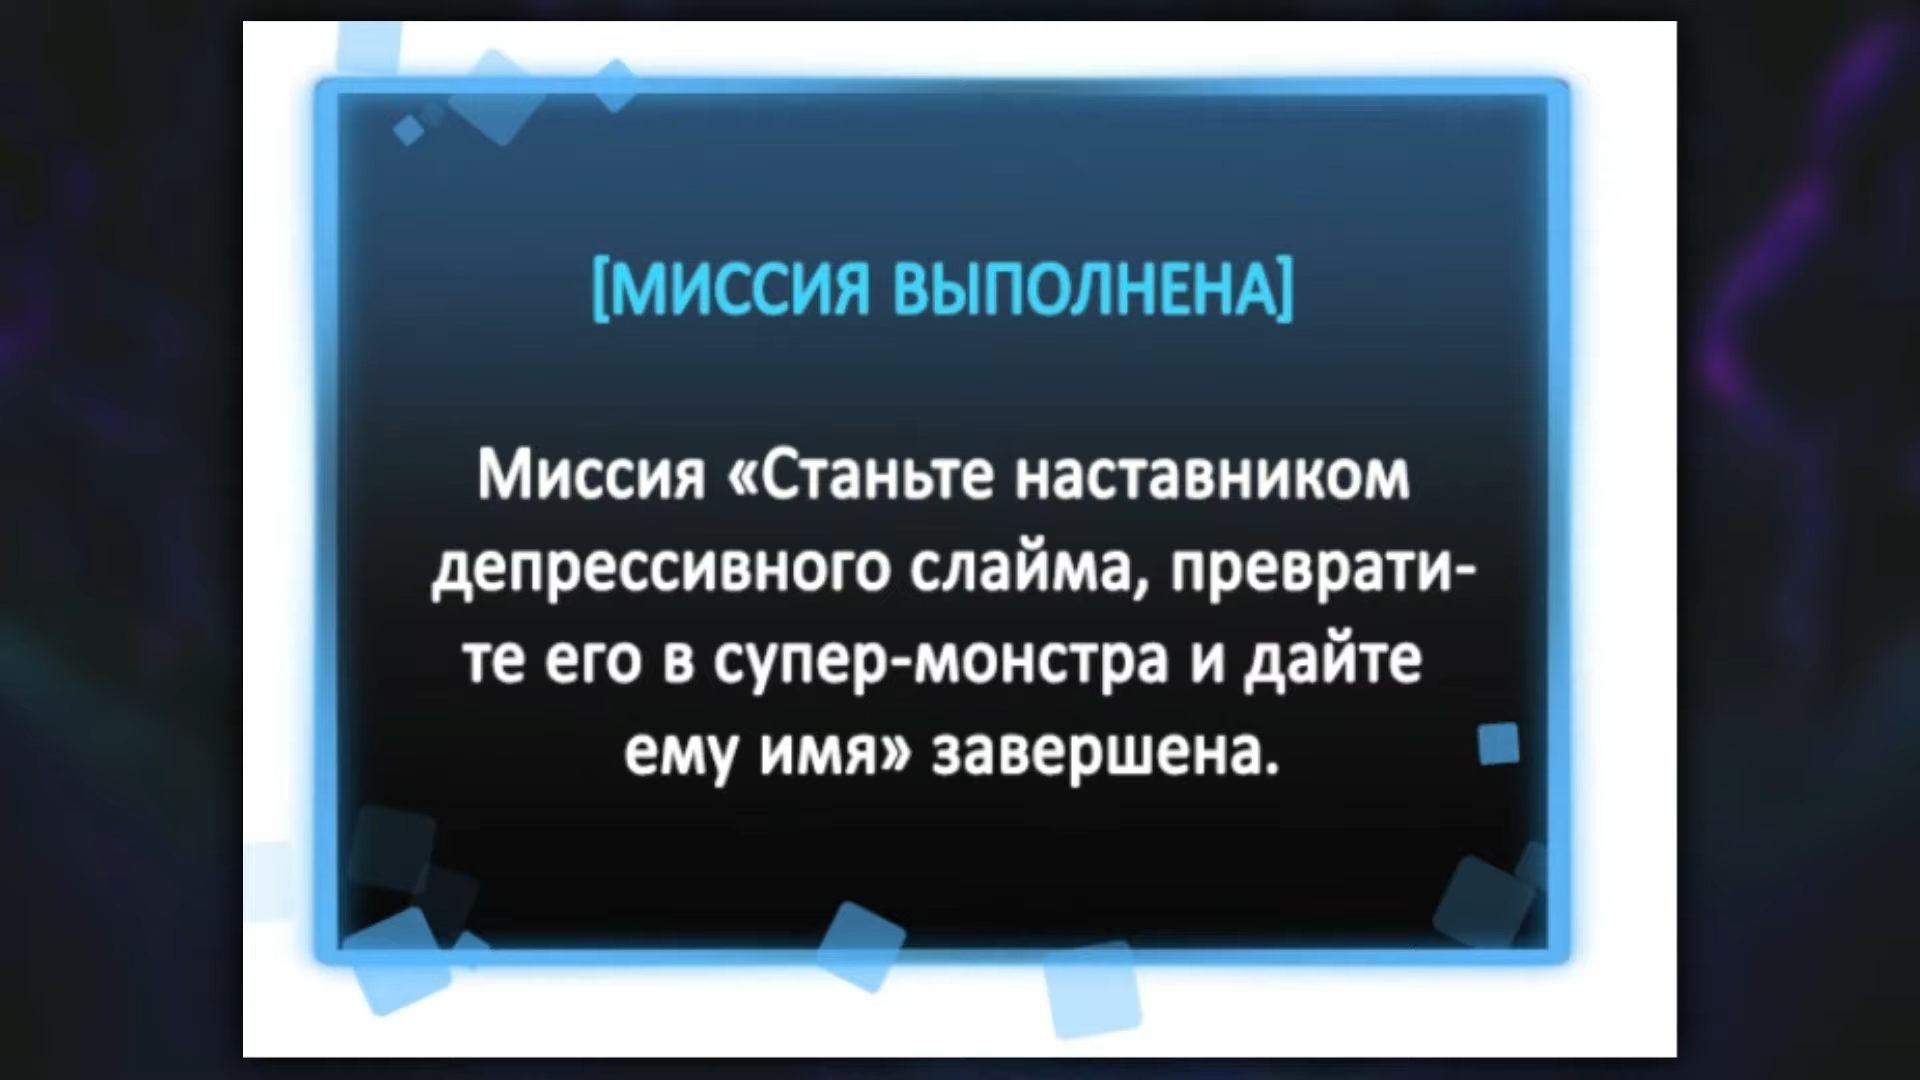 [МИССИЯ ВЫПОЛНЕНА]
Миссия «Станьте наставником
депрессивного слайма, преврати-
те его в супер-монстра и дайте
ему имя» завершена.